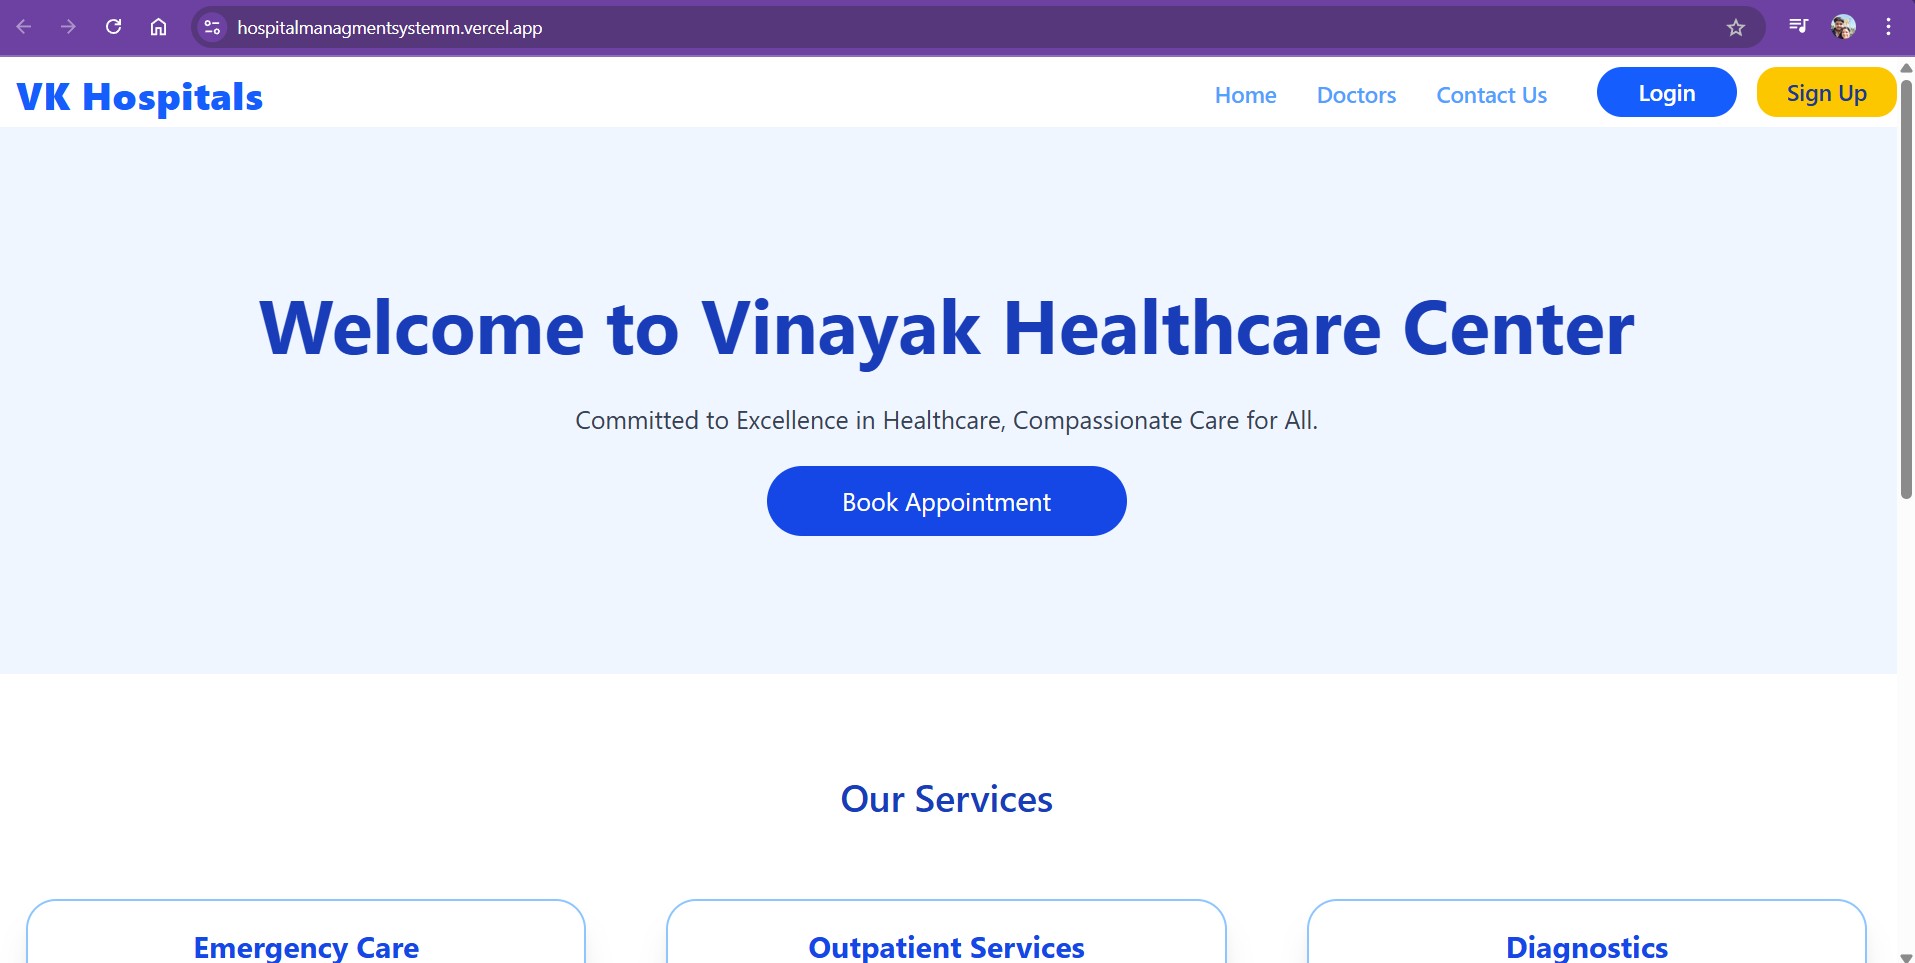 hospitalmanagmentsystemm.vercel.app
VK Hospitals
Home Doctors Contact Us Login Sign Up
Welcome to Vinayak Healthcare Center
Committed to Excellence in Healthcare, Compassionate Care for All.
Book Appointment
Our Services
Emergency Care Outpatient Services Diagnostics